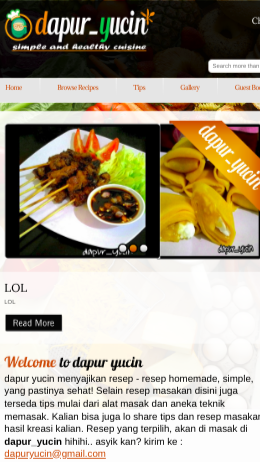 dapur_yucin
simple and healthy cuisine
Search more than
Home Browse Recipes Tips Gallery Guest Bo
dapur_yucin
dapur_yucin
dapur_yucin
LOL
LOL
Read More
Welcome to dapur yucin
dapur yucin menyajikan resep - resep homemade, simple,
yang pastinya sehat! Selain resep masakan disini juga
terseda tips mulai dari alat masak dan aneka teknik
memasak. Kalian bisa juga lo share tips dan resep masakan
hasil kreasi kalian. Resep yang terpilih, akan di masak di
dapur_yucin hihihi.. asyik kan? kirim ke :
dapuryucin@gmail.com